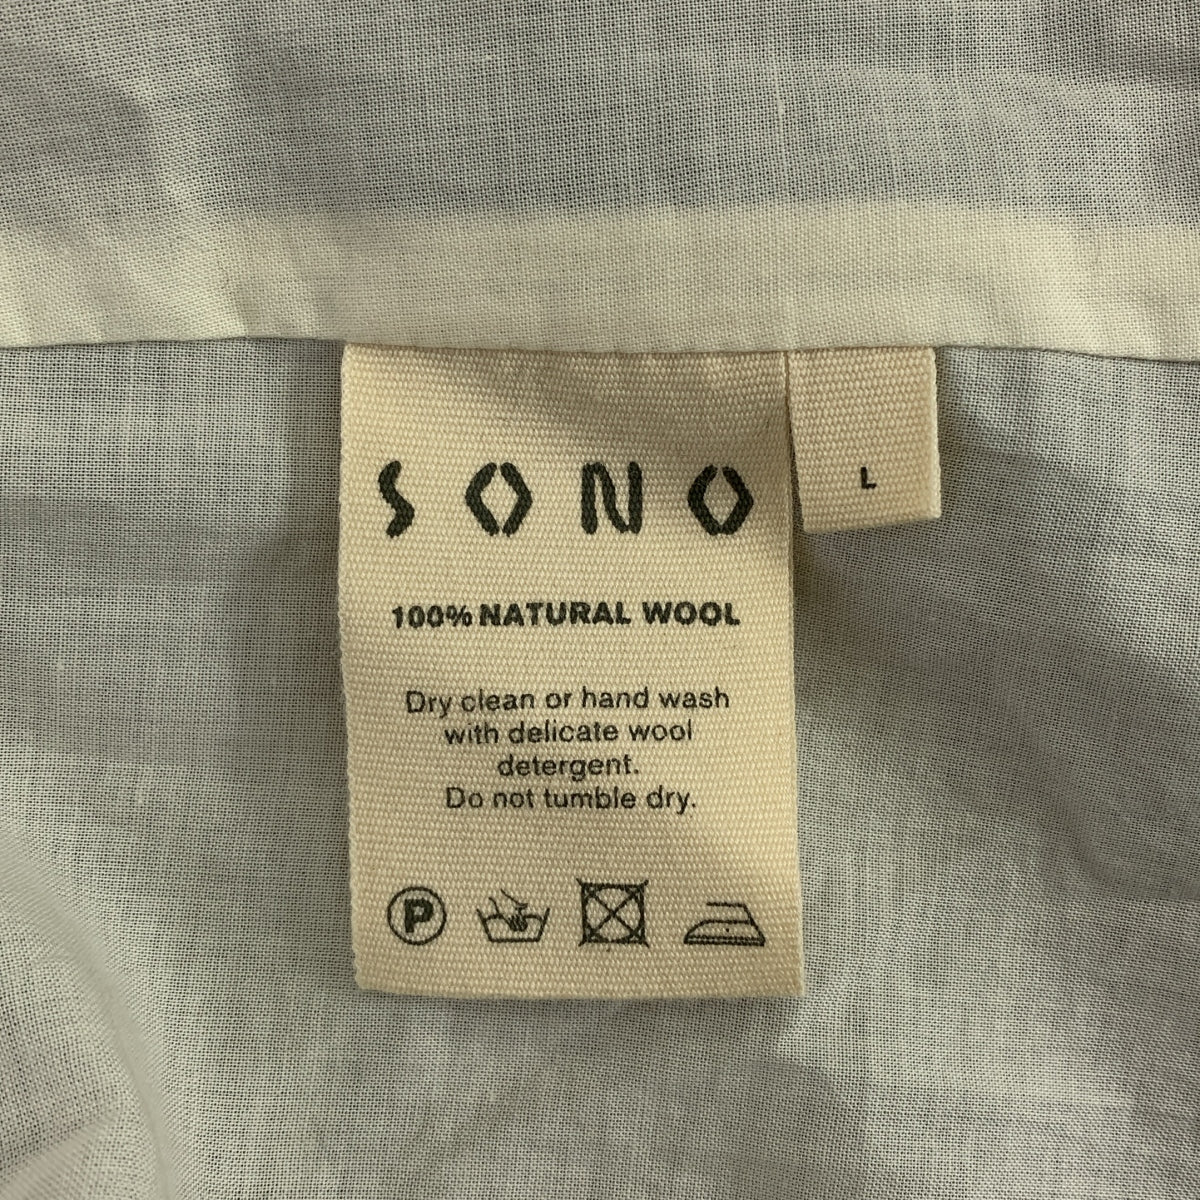 SONO
L
100% NATURAL WOOL
Dry clean or hand wash
with delicate wool
detergent.
Do not tumble dry.
P